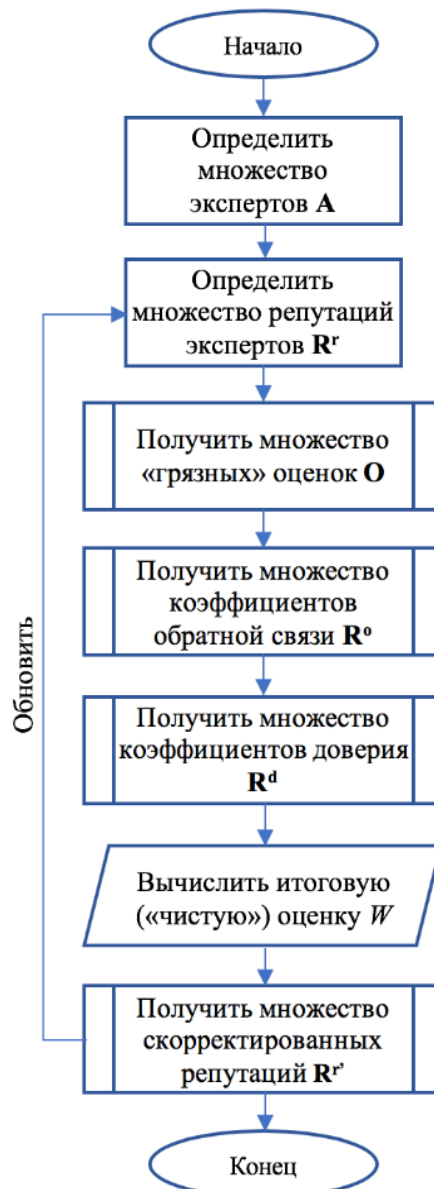 Начало
Определить
множество
экспертов A
Определить
множество репутаций
экспертов Rʳ
Получить множество
«грязных» оценок O
Получить множество
коэффициентов
обратной связи Rᵒ
Получить множество
коэффициентов доверия
Rᵈ
Вычислить итоговую
(«чистую») оценку W
Получить множество
скорректированных
репутаций Rʳ'
Конец
Обновить